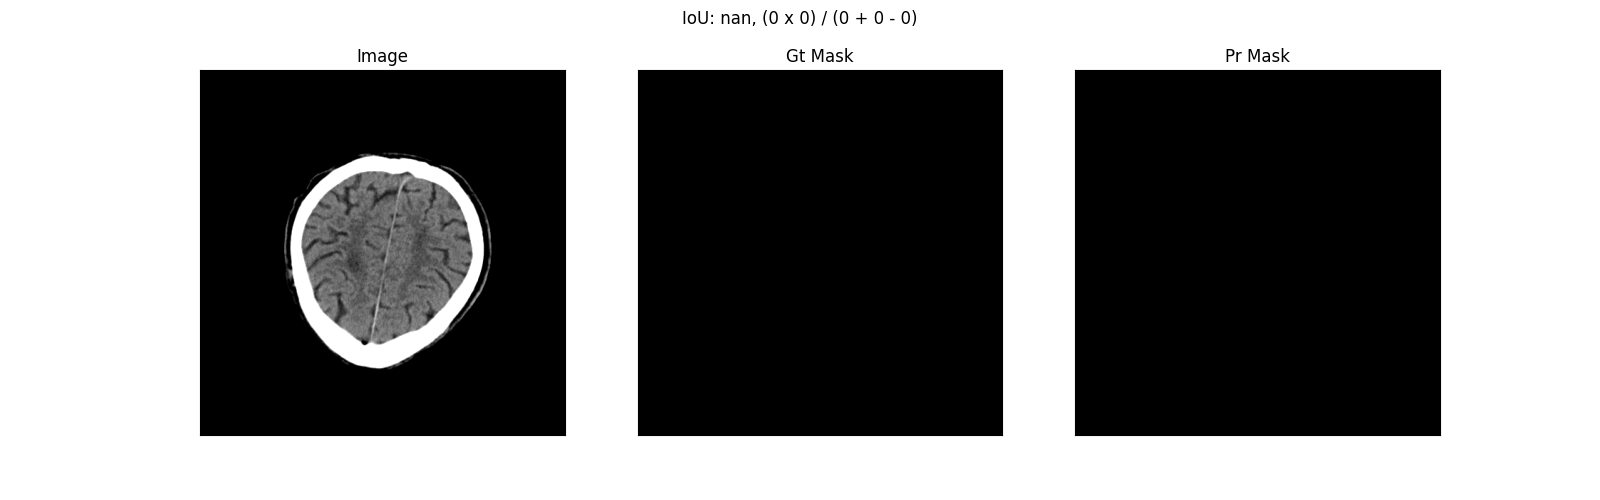 IoU: nan, (0 x 0) / (0 + 0 - 0)
Image
Gt Mask
Pr Mask